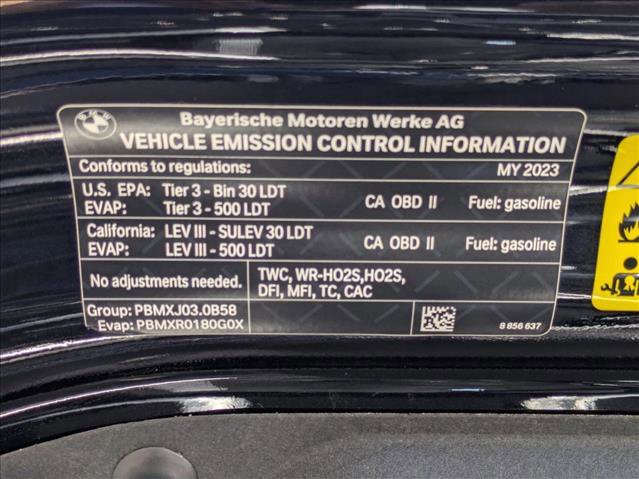 BMW
Bayerische Motoren Werke AG
VEHICLE EMISSION CONTROL INFORMATION
Conforms to regulations: MY 2023
U.S. EPA: Tier 3 - Bin 30 LDT
EVAP: Tier 3 - 500 LDT
CA OBD II Fuel: gasoline
California: LEV III - SULEV 30 LDT
EVAP: LEV III - 500 LDT
CA OBD II Fuel: gasoline
No adjustments needed.
TWC, WR-HO2S,HO2S,
DFI, MFI, TC, CAC
Group: PBMXJ03.0B58
Evap: PBMXR0180G0X
8 856 637